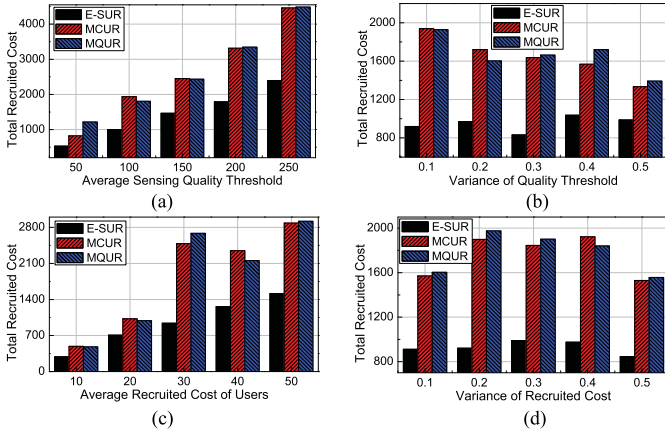 E-SUR
MCUR
MQUR
Total Recruited Cost
4000
3000
2000
1000
50 100 150 200 250
Average Sensing Quality Threshold
(a)
E-SUR
MCUR
MQUR
Total Recruited Cost
2000
1600
1200
800
0.1 0.2 0.3 0.4 0.5
Variance of Quality Threshold
(b)
E-SUR
MCUR
MQUR
Total Recruited Cost
2800
2100
1400
700
0
10 20 30 40 50
Average Recruited Cost of Users
(c)
E-SUR
MCUR
MQUR
Total Recruited Cost
2000
1600
1200
800
0.1 0.2 0.3 0.4 0.5
Variance of Recruited Cost
(d)